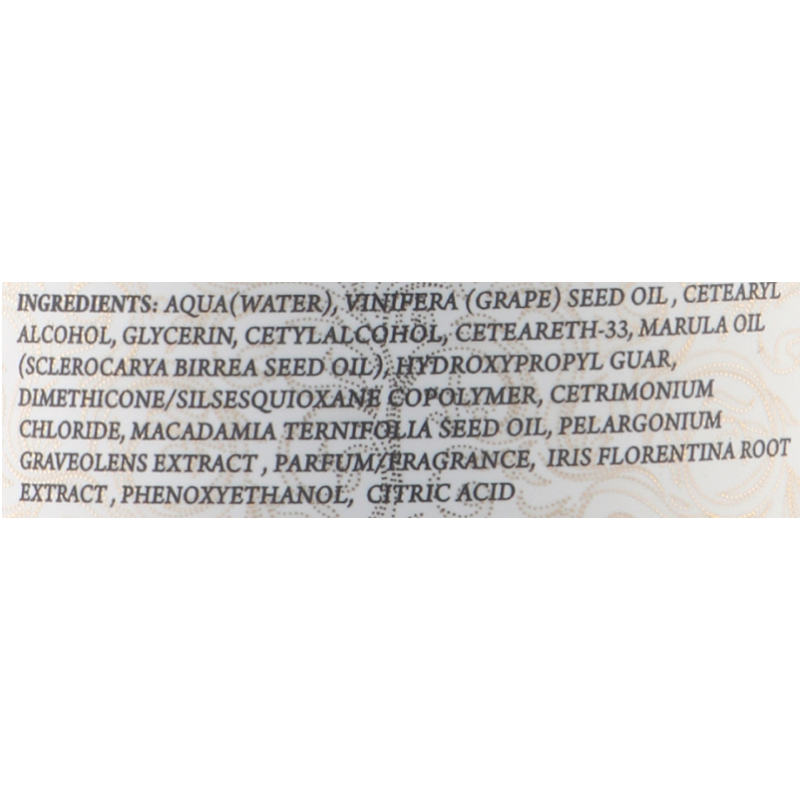 INGREDIENTS: AQUA(WATER), VINIFERA (GRAPE) SEED OIL , CETEARYL
ALCOHOL, GLYCERIN, CETYLALCOHOL, CETEARETH-33, MARULA OIL
(SCLEROCARYA BIRREA SEED OIL), HYDROXYPROPYL GUAR,
DIMETHICONE/SILSESQUIOXANE COPOLYMER, CETRIMONIUM
CHLORIDE, MACADAMIA TERNIFOLIA SEED OIL, PELARGONIUM
GRAVEOLENS EXTRACT , PARFUM/FRAGRANCE, IRIS FLORENTINA ROOT
EXTRACT , PHENOXYETHANOL, CITRIC ACID